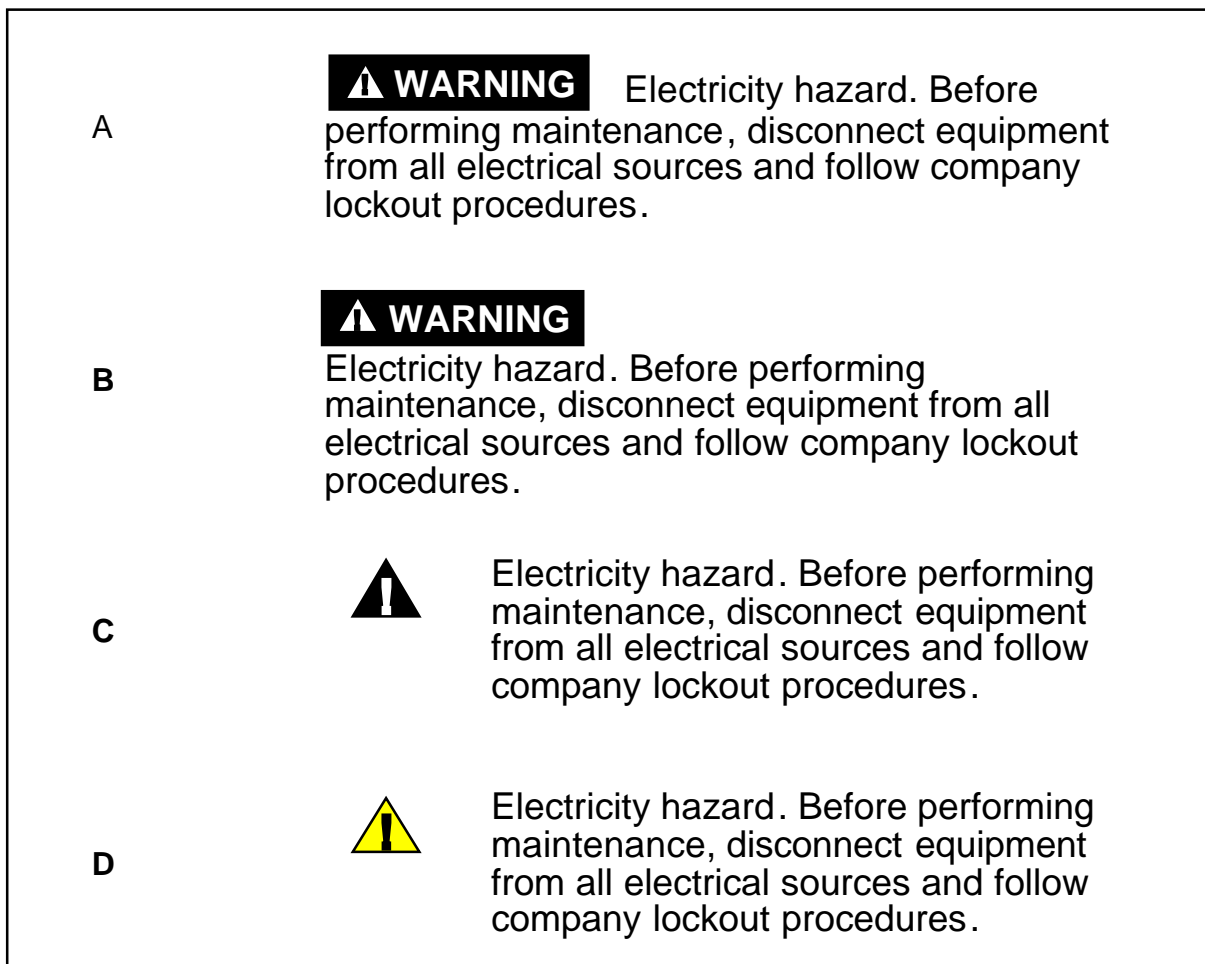 A
WARNING Electricity hazard. Before
performing maintenance, disconnect equipment
from all electrical sources and follow company
lockout procedures.
B
WARNING
Electricity hazard. Before performing
maintenance, disconnect equipment from all
electrical sources and follow company lockout
procedures.
C
Electricity hazard. Before performing
maintenance, disconnect equipment
from all electrical sources and follow
company lockout procedures.
D
Electricity hazard. Before performing
maintenance, disconnect equipment
from all electrical sources and follow
company lockout procedures.